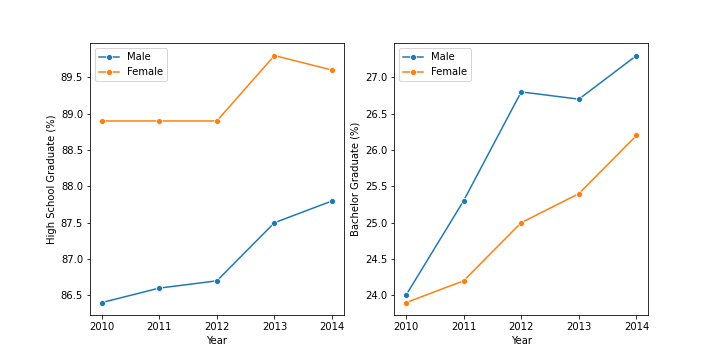 Male
Female
High School Graduate (%)
89.5
89.0
88.5
88.0
87.5
87.0
86.5
2010 2011 2012 2013 2014
Year
Male
Female
Bachelor Graduate (%)
27.0
26.5
26.0
25.5
25.0
24.5
24.0
2010 2011 2012 2013 2014
Year